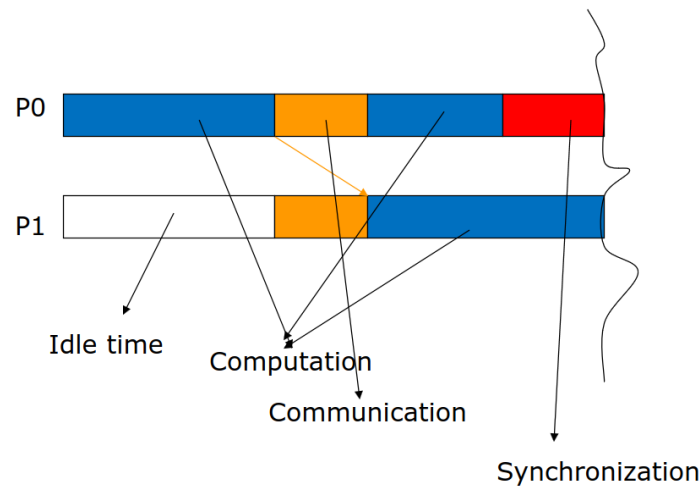 P0
P1
Idle time
Computation
Communication
Synchronization